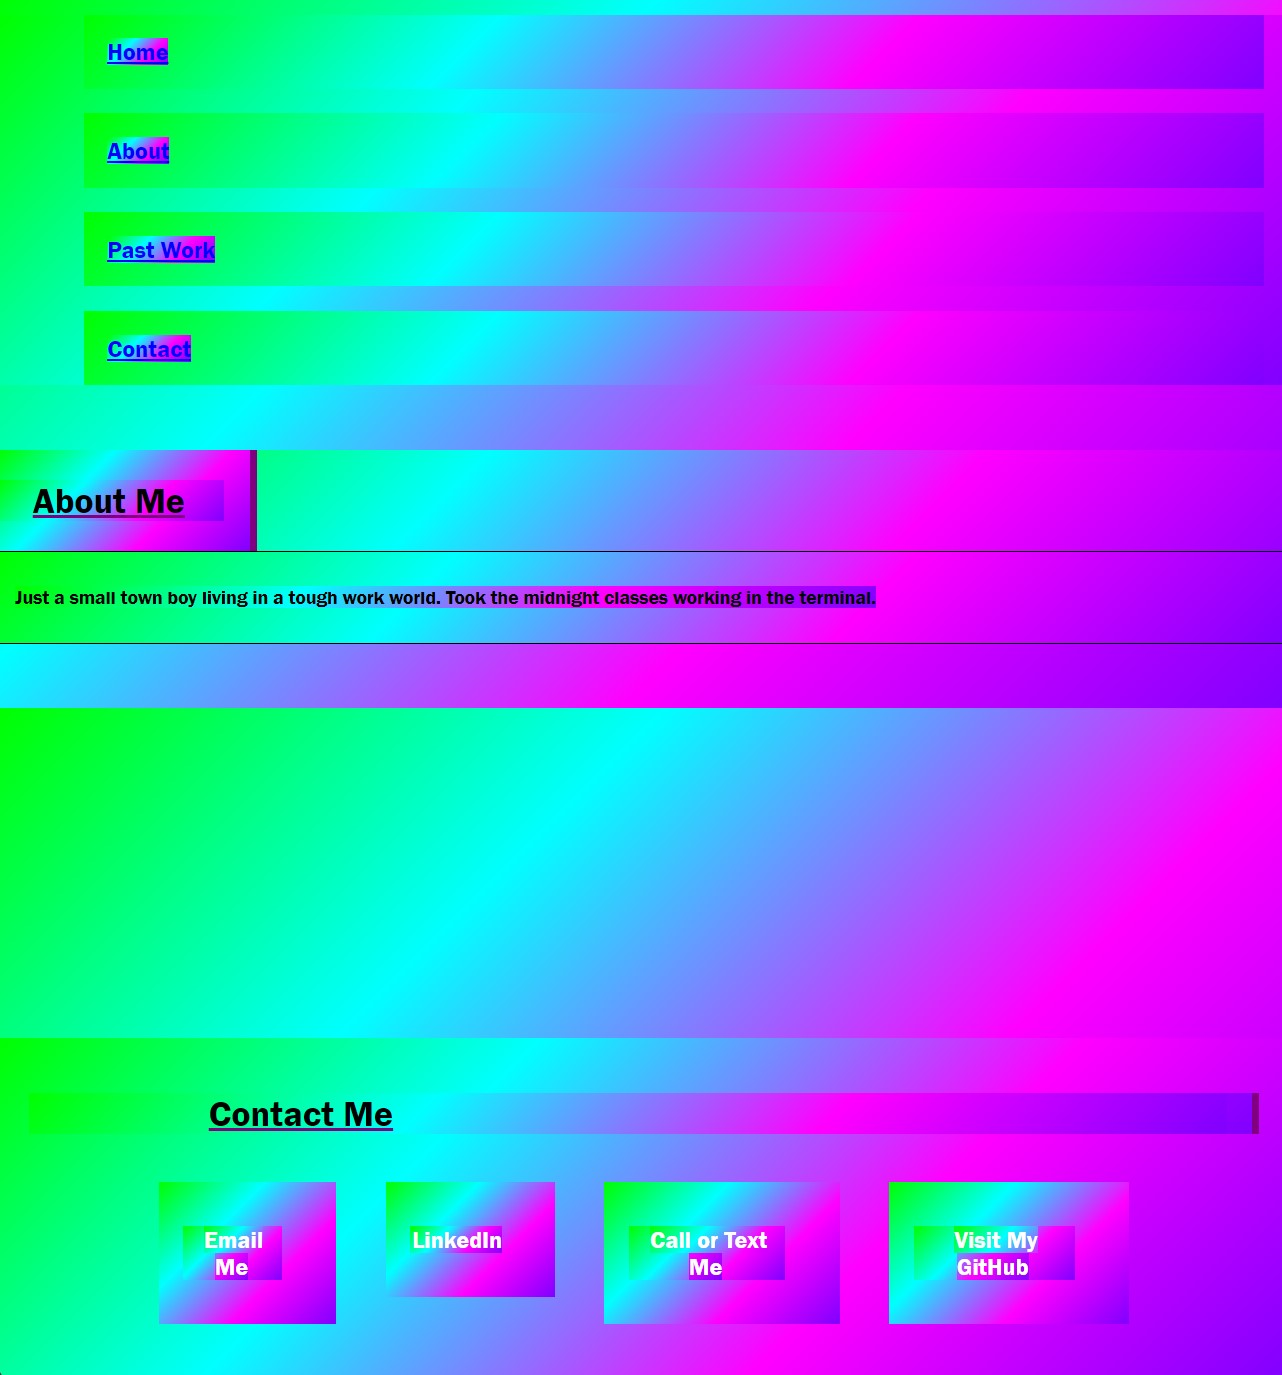 Home
About
Past Work
Contact
About Me
Just a small town boy living in a tough work world. Took the midnight classes working in the terminal.
Contact Me
Email
Me
LinkedIn
Call or Text
Me
Visit My
GitHub